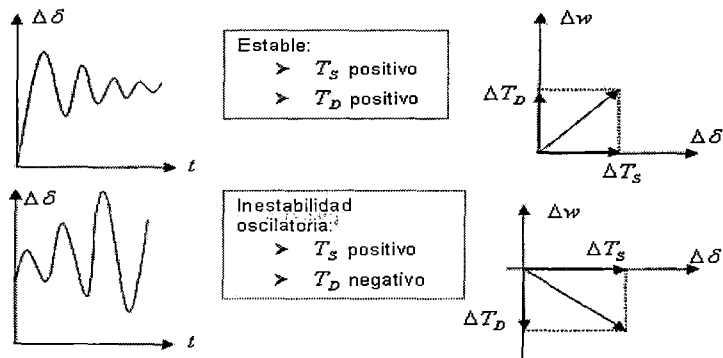 Δδ
t
Estable:
➢ T_S positivo
➢ T_D positivo
Δw
ΔT_D
Δδ
ΔT_S
Δδ
t
Inestabilidad
oscilatoria:
➢ T_S positivo
➢ T_D negativo
Δw
ΔT_S
Δδ
ΔT_D